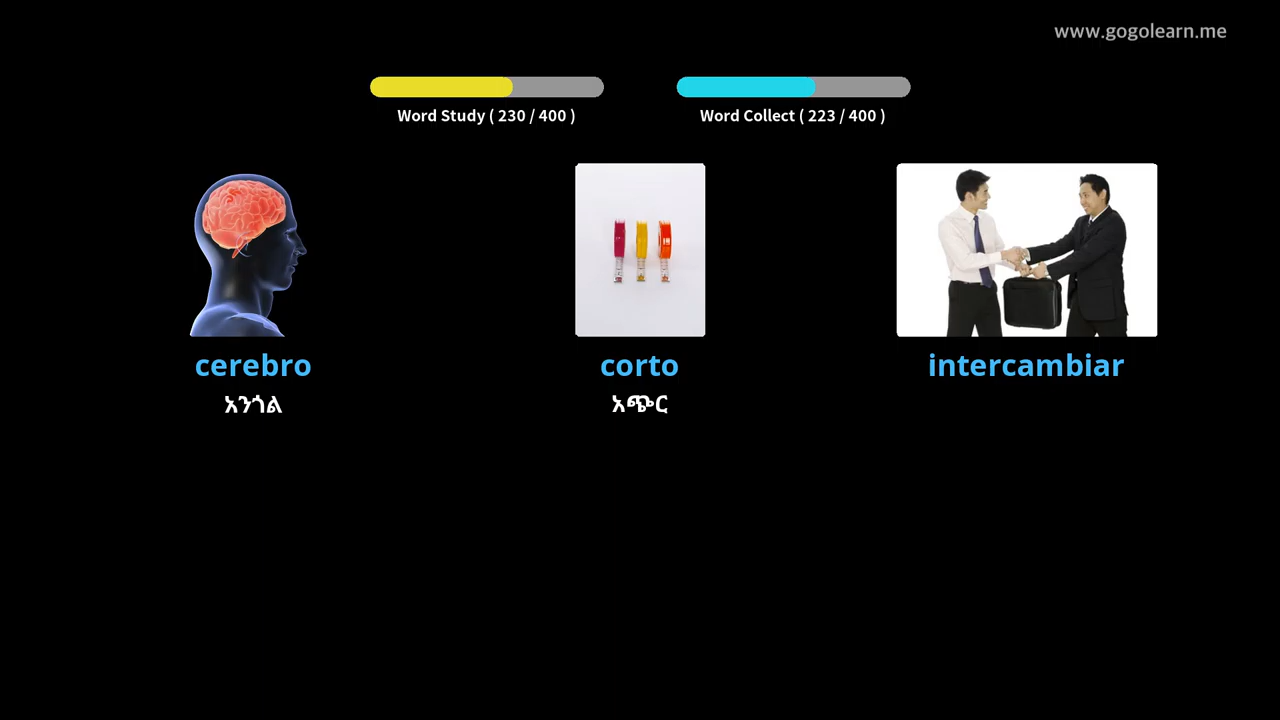 www.gogolearn.me
Word Study ( 230 / 400 )
Word Collect ( 223 / 400 )
cerebro
corto
intercambiar
አንጎል
አጭር